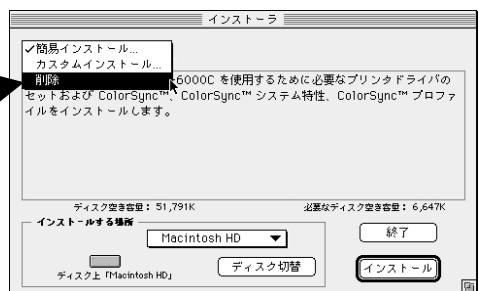 インストーラ
✓簡易インストール...
カスタムインストール...
削除
-6000C を使用するために必要なプリンタドライバの
セットおよび ColorSync™、ColorSync™ システム特性、ColorSync™ プロファ
イルをインストールします。
ディスク空き容量： 51,791K
必要なディスク空き容量： 6,647K
インストールする場所
Macintosh HD
終了
ディスク上「Macintosh HD」
ディスク切替
インストール